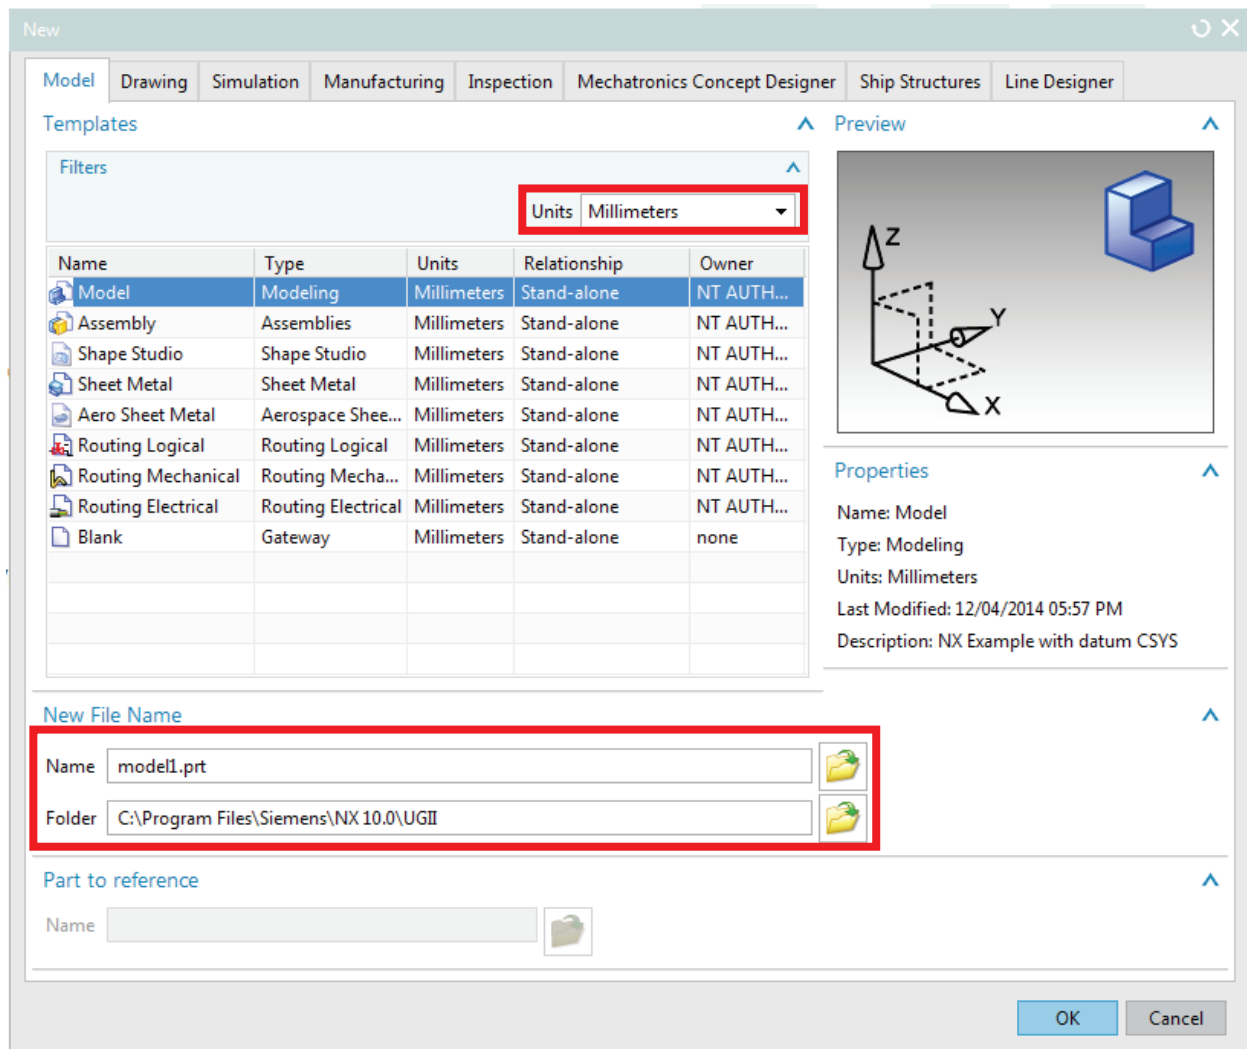 New
Model Drawing Simulation Manufacturing Inspection Mechatronics Concept Designer Ship Structures Line Designer
Templates
Filters
Units Millimeters
Name Type Units Relationship Owner
Model Modeling Millimeters Stand-alone NT AUTH...
Assembly Assemblies Millimeters Stand-alone NT AUTH...
Shape Studio Shape Studio Millimeters Stand-alone NT AUTH...
Sheet Metal Sheet Metal Millimeters Stand-alone NT AUTH...
Aero Sheet Metal Aerospace Shee... Millimeters Stand-alone NT AUTH...
Routing Logical Routing Logical Millimeters Stand-alone NT AUTH...
Routing Mechanical Routing Mecha... Millimeters Stand-alone NT AUTH...
Routing Electrical Routing Electrical Millimeters Stand-alone NT AUTH...
Blank Gateway Millimeters Stand-alone none
Preview
Z
Y
X
Properties
Name: Model
Type: Modeling
Units: Millimeters
Last Modified: 12/04/2014 05:57 PM
Description: NX Example with datum CSYS
New File Name
Name model1.prt
Folder C:\Program Files\Siemens\NX 10.0\UGII
Part to reference
Name
OK Cancel